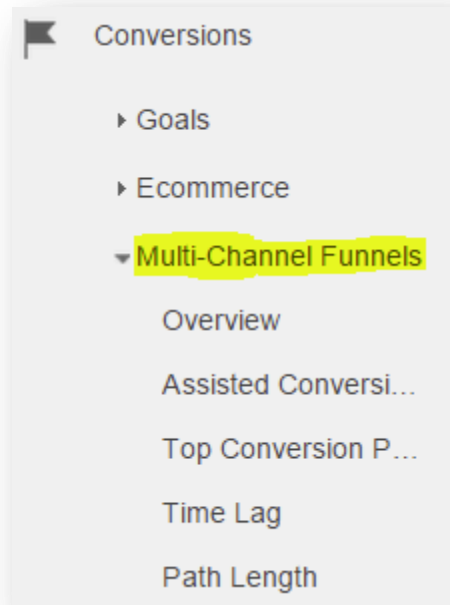 Conversions
Goals
Ecommerce
Multi-Channel Funnels
Overview
Assisted Conversi...
Top Conversion P...
Time Lag
Path Length